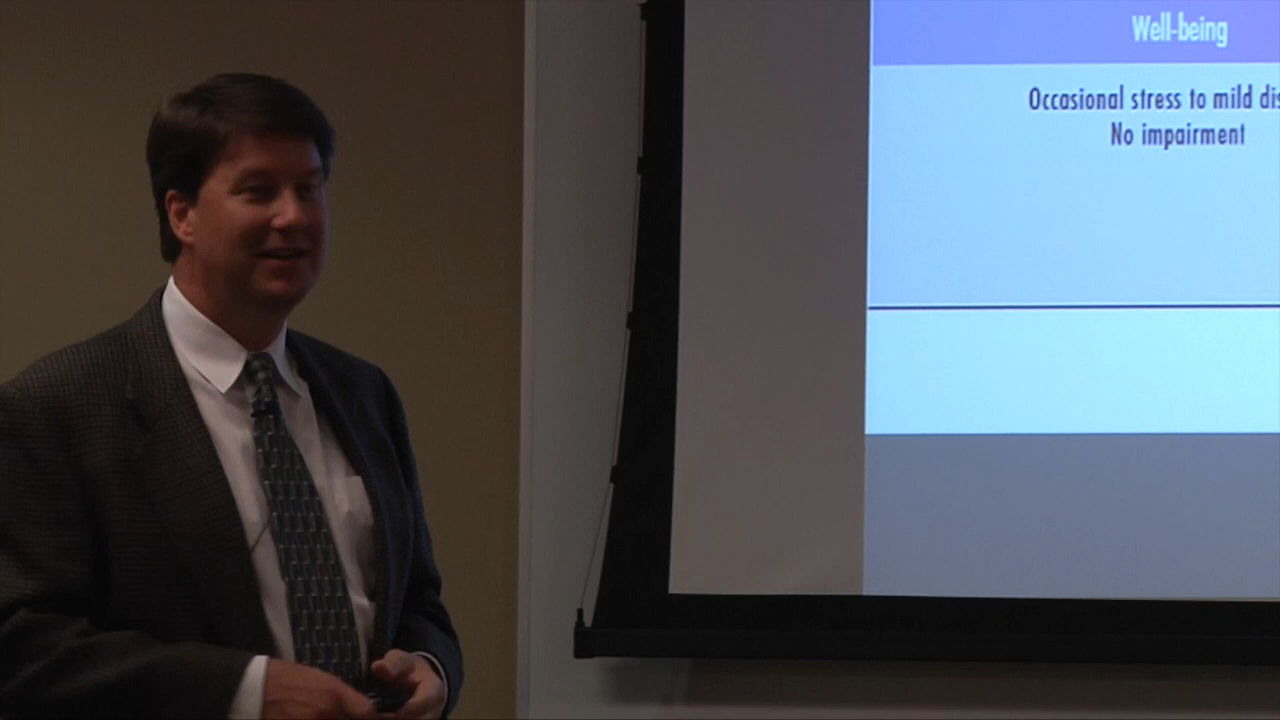 Well-being
Occasional stress to mild dis
No impairment